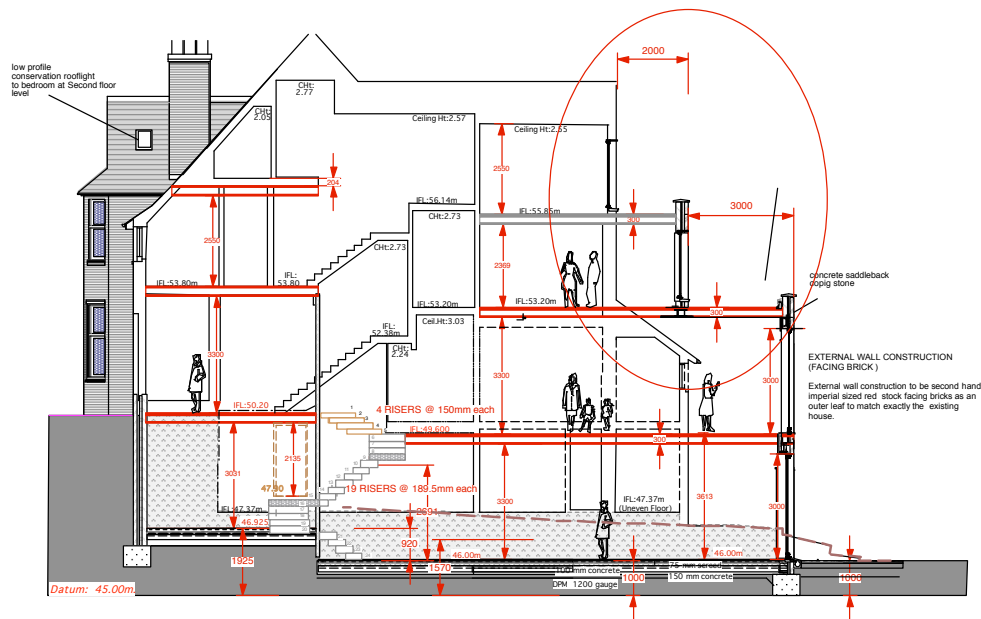 2000
low profile
conservation rooflight
to bedroom at Second floor
level
CHt:
2.77
CHt:
2.05
Ceiling Ht:2.57
Ceiling Ht:2.55
204
2550
IFL:56.14m
IFL:55.85m
3000
300
CHt:2.73
2550
CHt:2.73
2369
concrete saddleback
copig stone
IFL:53.80m
IFL:
53.80
IFL:53.20m
IFL:53.20m
300
Ceil.Ht:3.03
IFL:
52.38m
CHt:
2.24
3300
3300
3000
EXTERNAL WALL CONSTRUCTION
(FACING BRICK )
External wall construction to be second hand
imperial sized red stock facing bricks as an
outer leaf to match exactly the existing
house.
IFL:50.20
4 RISERS @ 150mm each
IFL:49.600
300
3031
2135
47.90
19 RISERS @ 189.5mm each
3300
3613
3000
IFL:47.37m
IFL:47.37m
(Uneven Floor)
46.925
920
46.00m
46.00m
1925
1570
100 mm concrete
75 mm screed
DPM 1200 gauge
150 mm concrete
1000
1000
Datum: 45.00m.